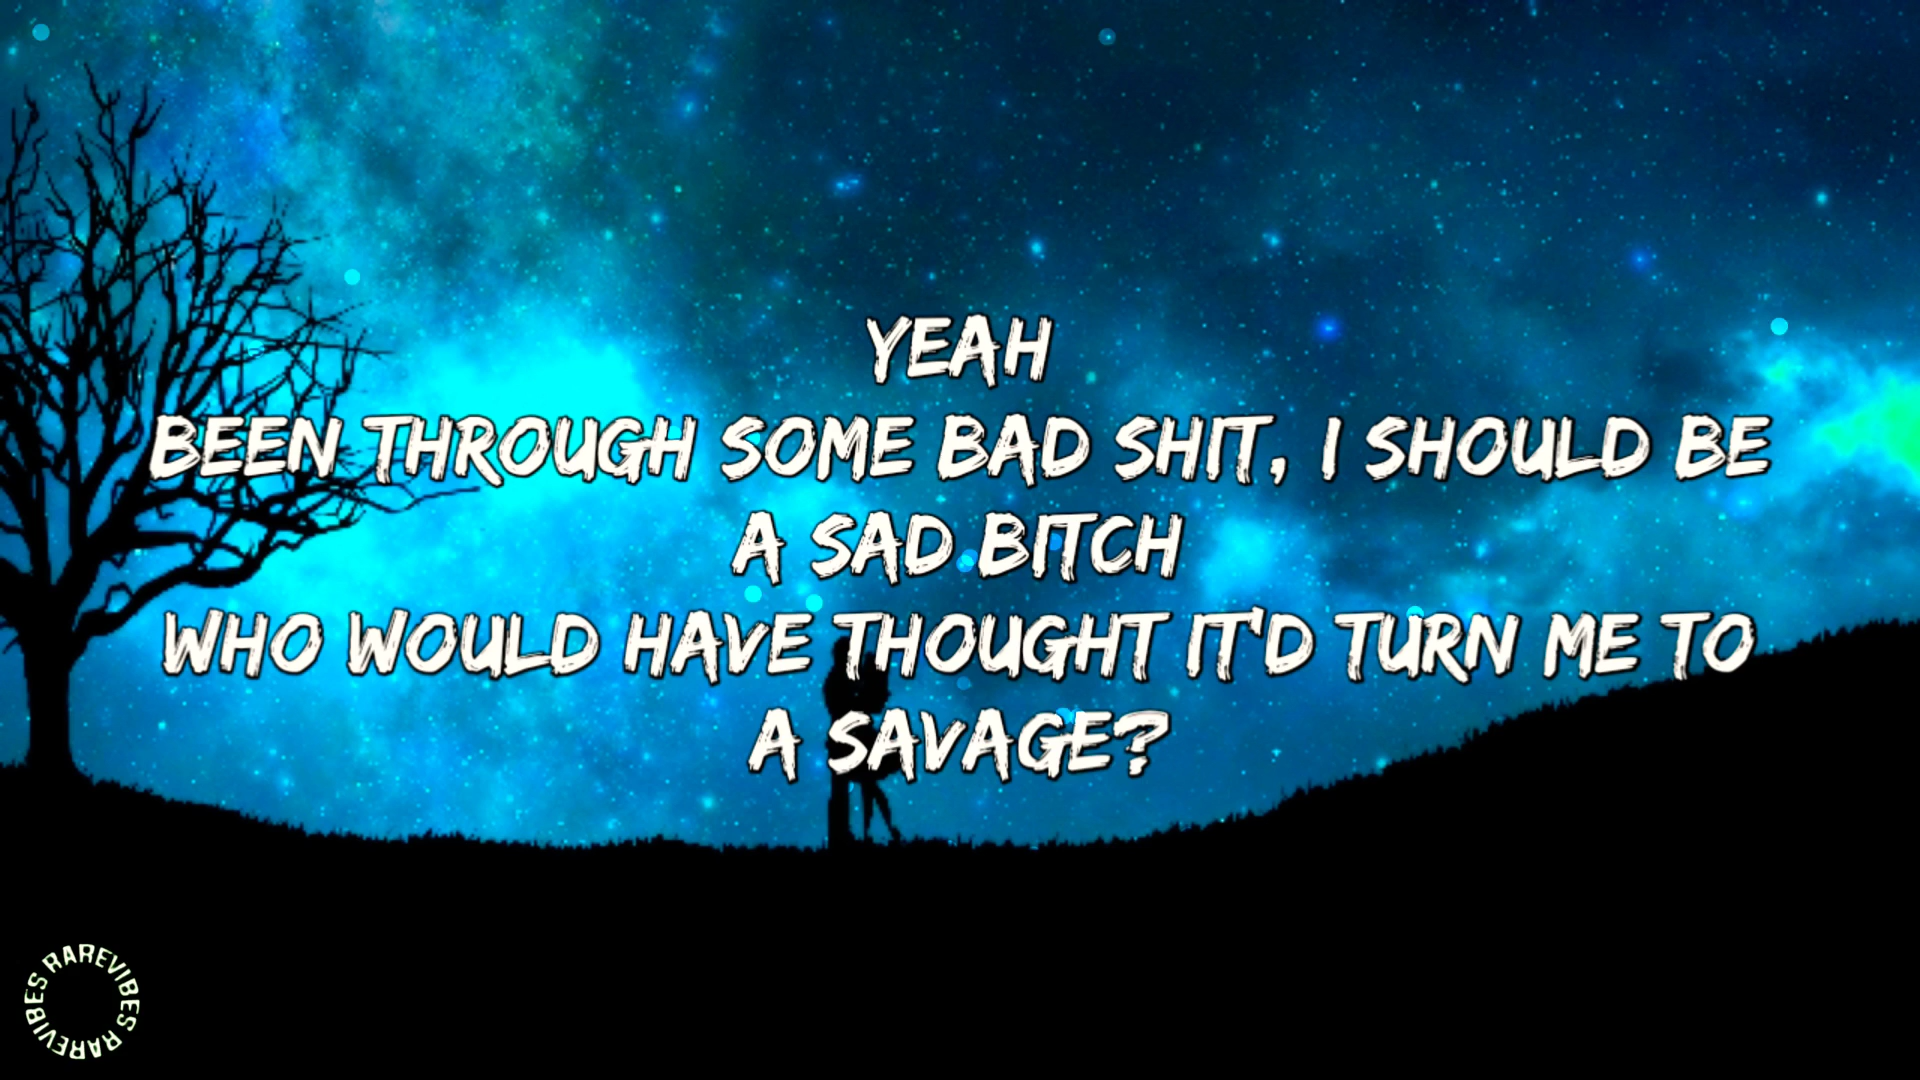 YEAH
BEEN THROUGH SOME BAD SHIT, I SHOULD BE
A SAD BITCH
WHO WOULD HAVE THOUGHT IT'D TURN ME TO
A SAVAGE?
RAREVIBES RAREVIBES